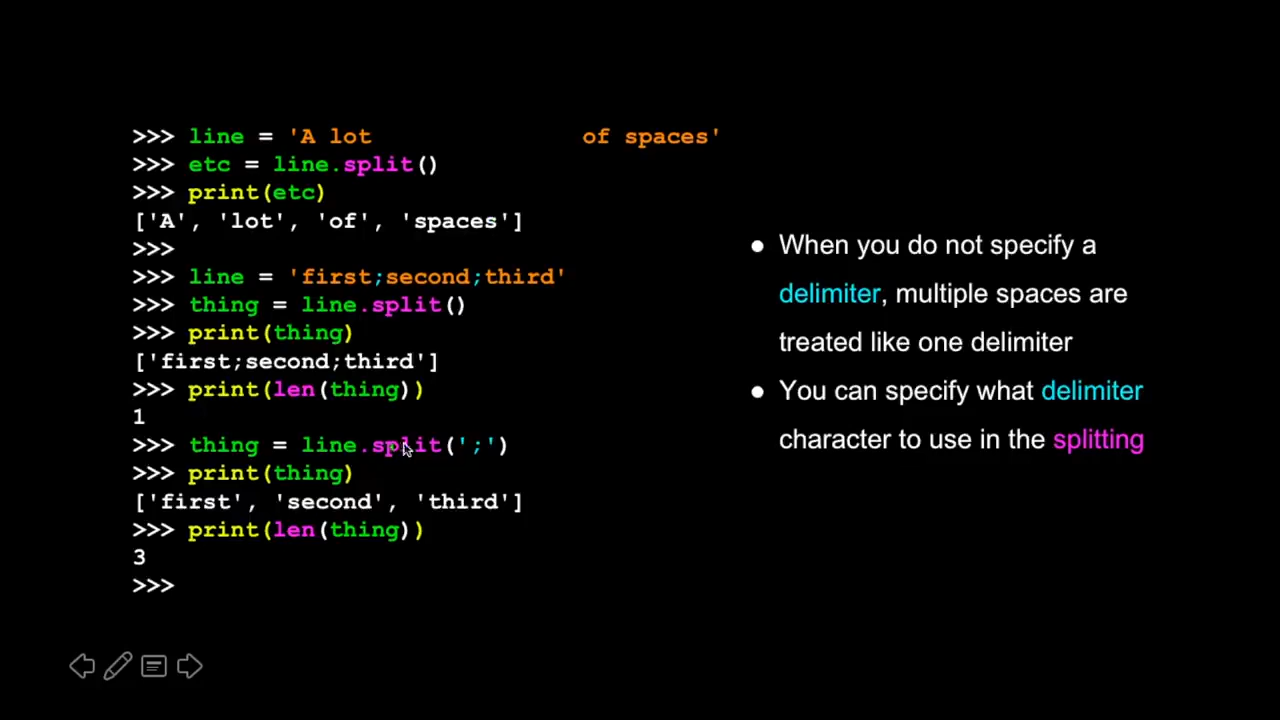 >>> line = 'A lot               of spaces'
>>> etc = line.split()
>>> print(etc)
['A', 'lot', 'of', 'spaces']
>>>
>>> line = 'first;second;third'
>>> thing = line.split()
>>> print(thing)
['first;second;third']
>>> print(len(thing))
1
>>> thing = line.split(';')
>>> print(thing)
['first', 'second', 'third']
>>> print(len(thing))
3
>>>
● When you do not specify a
delimiter, multiple spaces are
treated like one delimiter
● You can specify what delimiter
character to use in the splitting